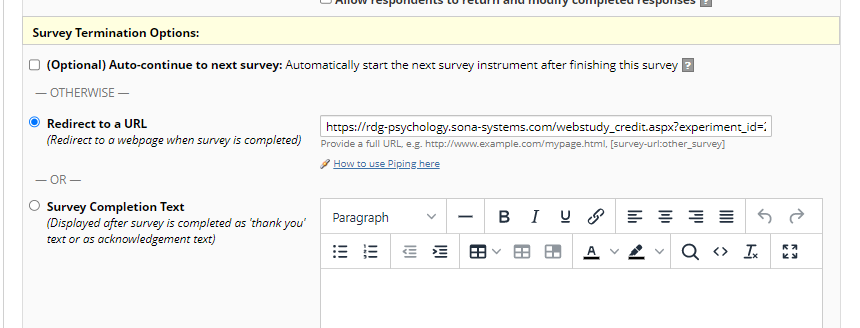 Allow respondents to return and modify completed responses ?
Survey Termination Options:
(Optional) Auto-continue to next survey: Automatically start the next survey instrument after finishing this survey ?
— OTHERWISE —
Redirect to a URL
(Redirect to a webpage when survey is completed)
https://rdg-psychology.sona-systems.com/webstudy_credit.aspx?experiment_id=
Provide a full URL, e.g. http://www.example.com/mypage.html, [survey-url:other_survey]
How to use Piping here
— OR —
Survey Completion Text
(Displayed after survey is completed as 'thank you'
text or as acknowledgement text)
Paragraph
B I U
A